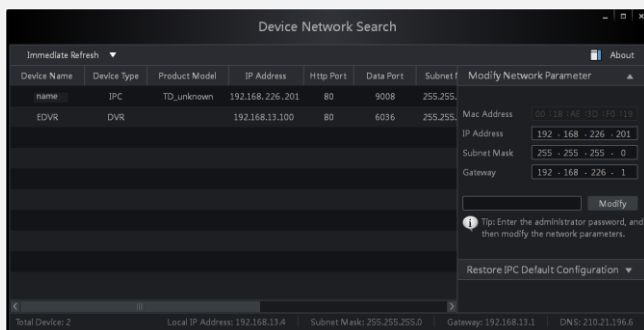 Device Network Search
Immediate Refresh
About
Device Name Device Type Product Model IP Address Http Port Data Port Subnet
name IPC TD_unknown 192.168.226.201 80 9008 255.255.
EDVR DVR 192.168.13.100 80 6036 255.255.
Modify Network Parameter
Mac Address 00 :18 :AE :3D :F0 :19
IP Address 192 . 168 . 226 . 201
Subnet Mask 255 . 255 . 255 . 0
Gateway 192 . 168 . 226 . 1
Modify
Tip: Enter the administrator password, and
then modify the network parameters.
Restore IPC Default Configuration
Total Device: 2 Local IP Address: 192.168.13.4 Subnet Mask: 255.255.255.0 Gateway: 192.168.13.1 DNS: 210.21.196.6